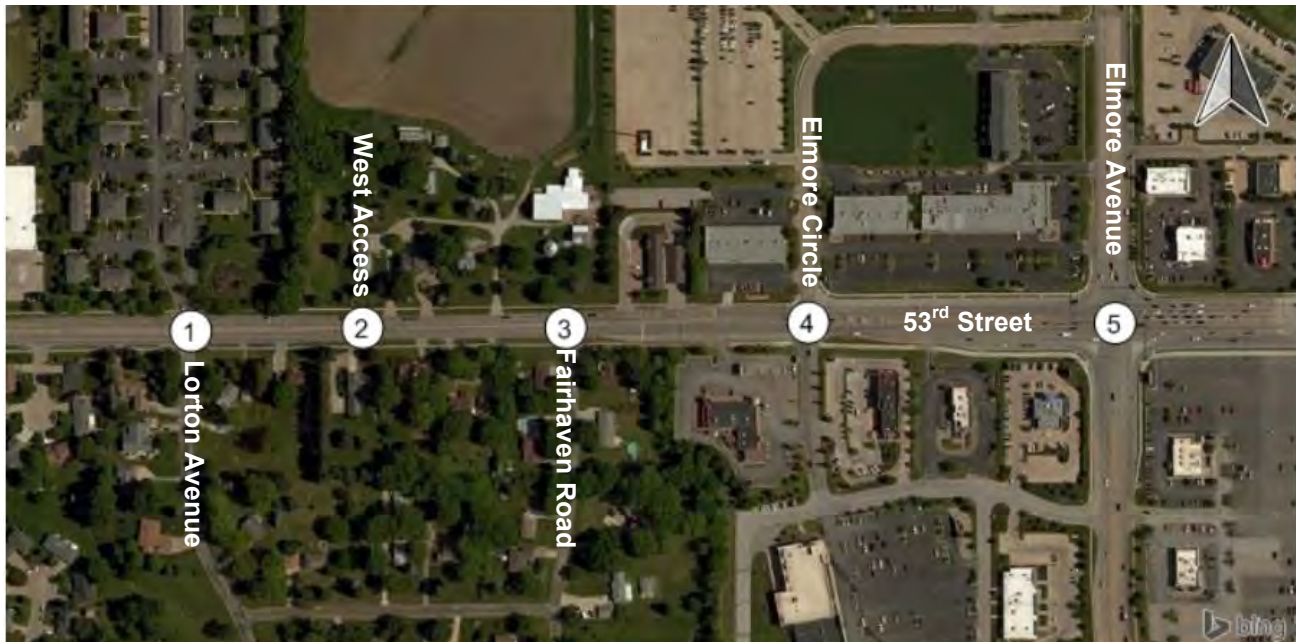 West Access
Elmore Circle
Elmore Avenue
1
2
3
4
53rd Street
5
Lorton Avenue
Fairhaven Road
bing